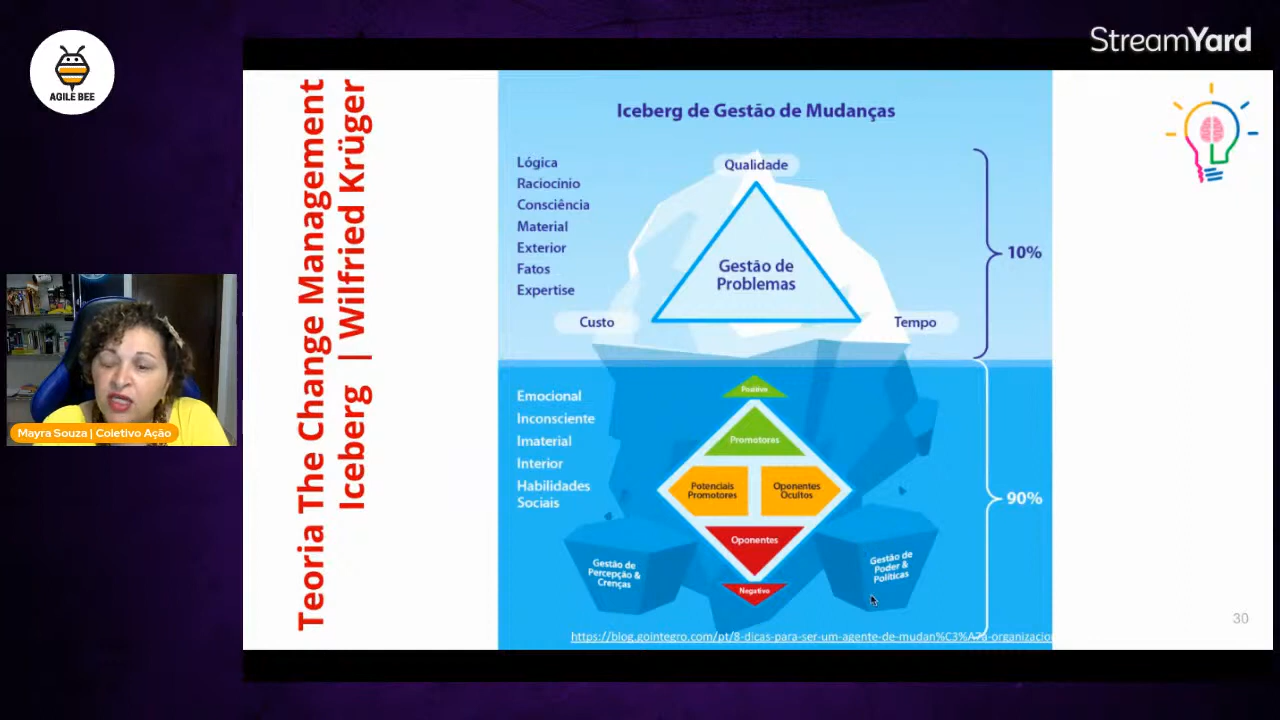 AGILE BEE
StreamYard
Teoria The Change Management
Iceberg | Wilfried Krüger
Iceberg de Gestão de Mudanças
Lógica
Raciocínio
Consciência
Material
Exterior
Fatos
Expertise
Qualidade
Gestão de
Problemas
Custo
Tempo
10%
Emocional
Inconsciente
Imaterial
Interior
Habilidades
Sociais
Positivo
Promotores
Potenciais
Promotores
Oponentes
Ocultos
Oponentes
Negativo
Gestão de
Percepção &
Crenças
Gestão de
Poder &
Políticas
90%
https://blog.gointegro.com/pt/8-dicas-para-ser-um-agente-de-mudan%C3%A7a-organizacion
30
Mayra Souza | Coletivo Ação